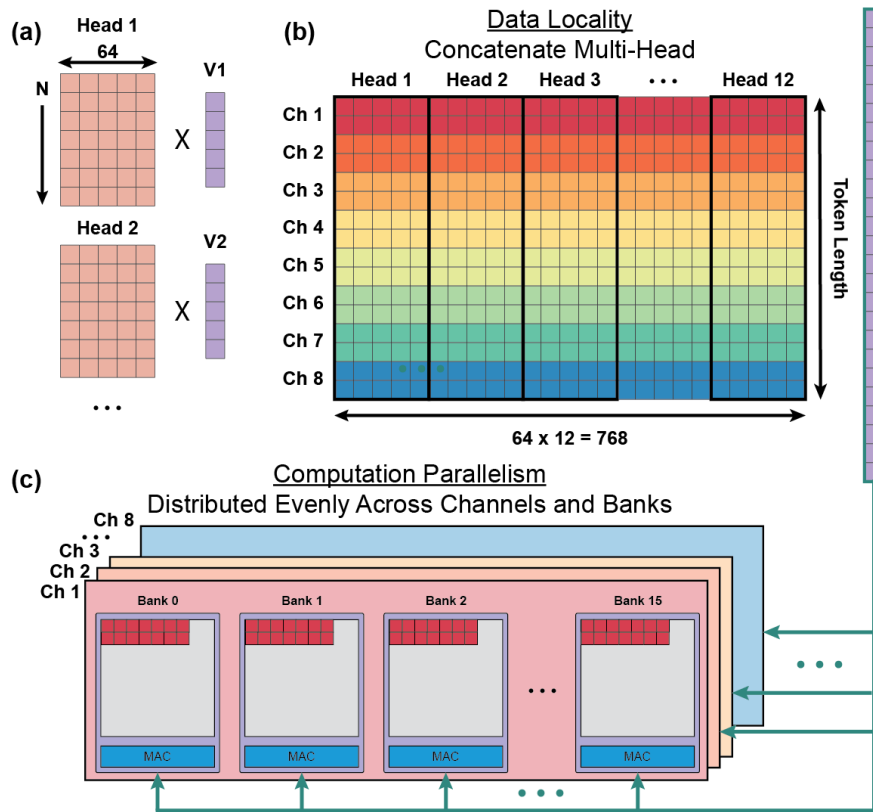 (a)
Head 1
64
N
V1
X
Head 2
V2
X
...
(b)
Data Locality
Concatenate Multi-Head
Head 1 Head 2 Head 3 ... Head 12
Ch 1
Ch 2
Ch 3
Ch 4
Ch 5
Ch 6
Ch 7
Ch 8
...
Token Length
64 x 12 = 768
(c)
Computation Parallelism
Distributed Evenly Across Channels and Banks
Ch 8
...
Ch 3
Ch 2
Ch 1
Bank 0 Bank 1 Bank 2 Bank 15
...
...
MAC MAC MAC MAC
...